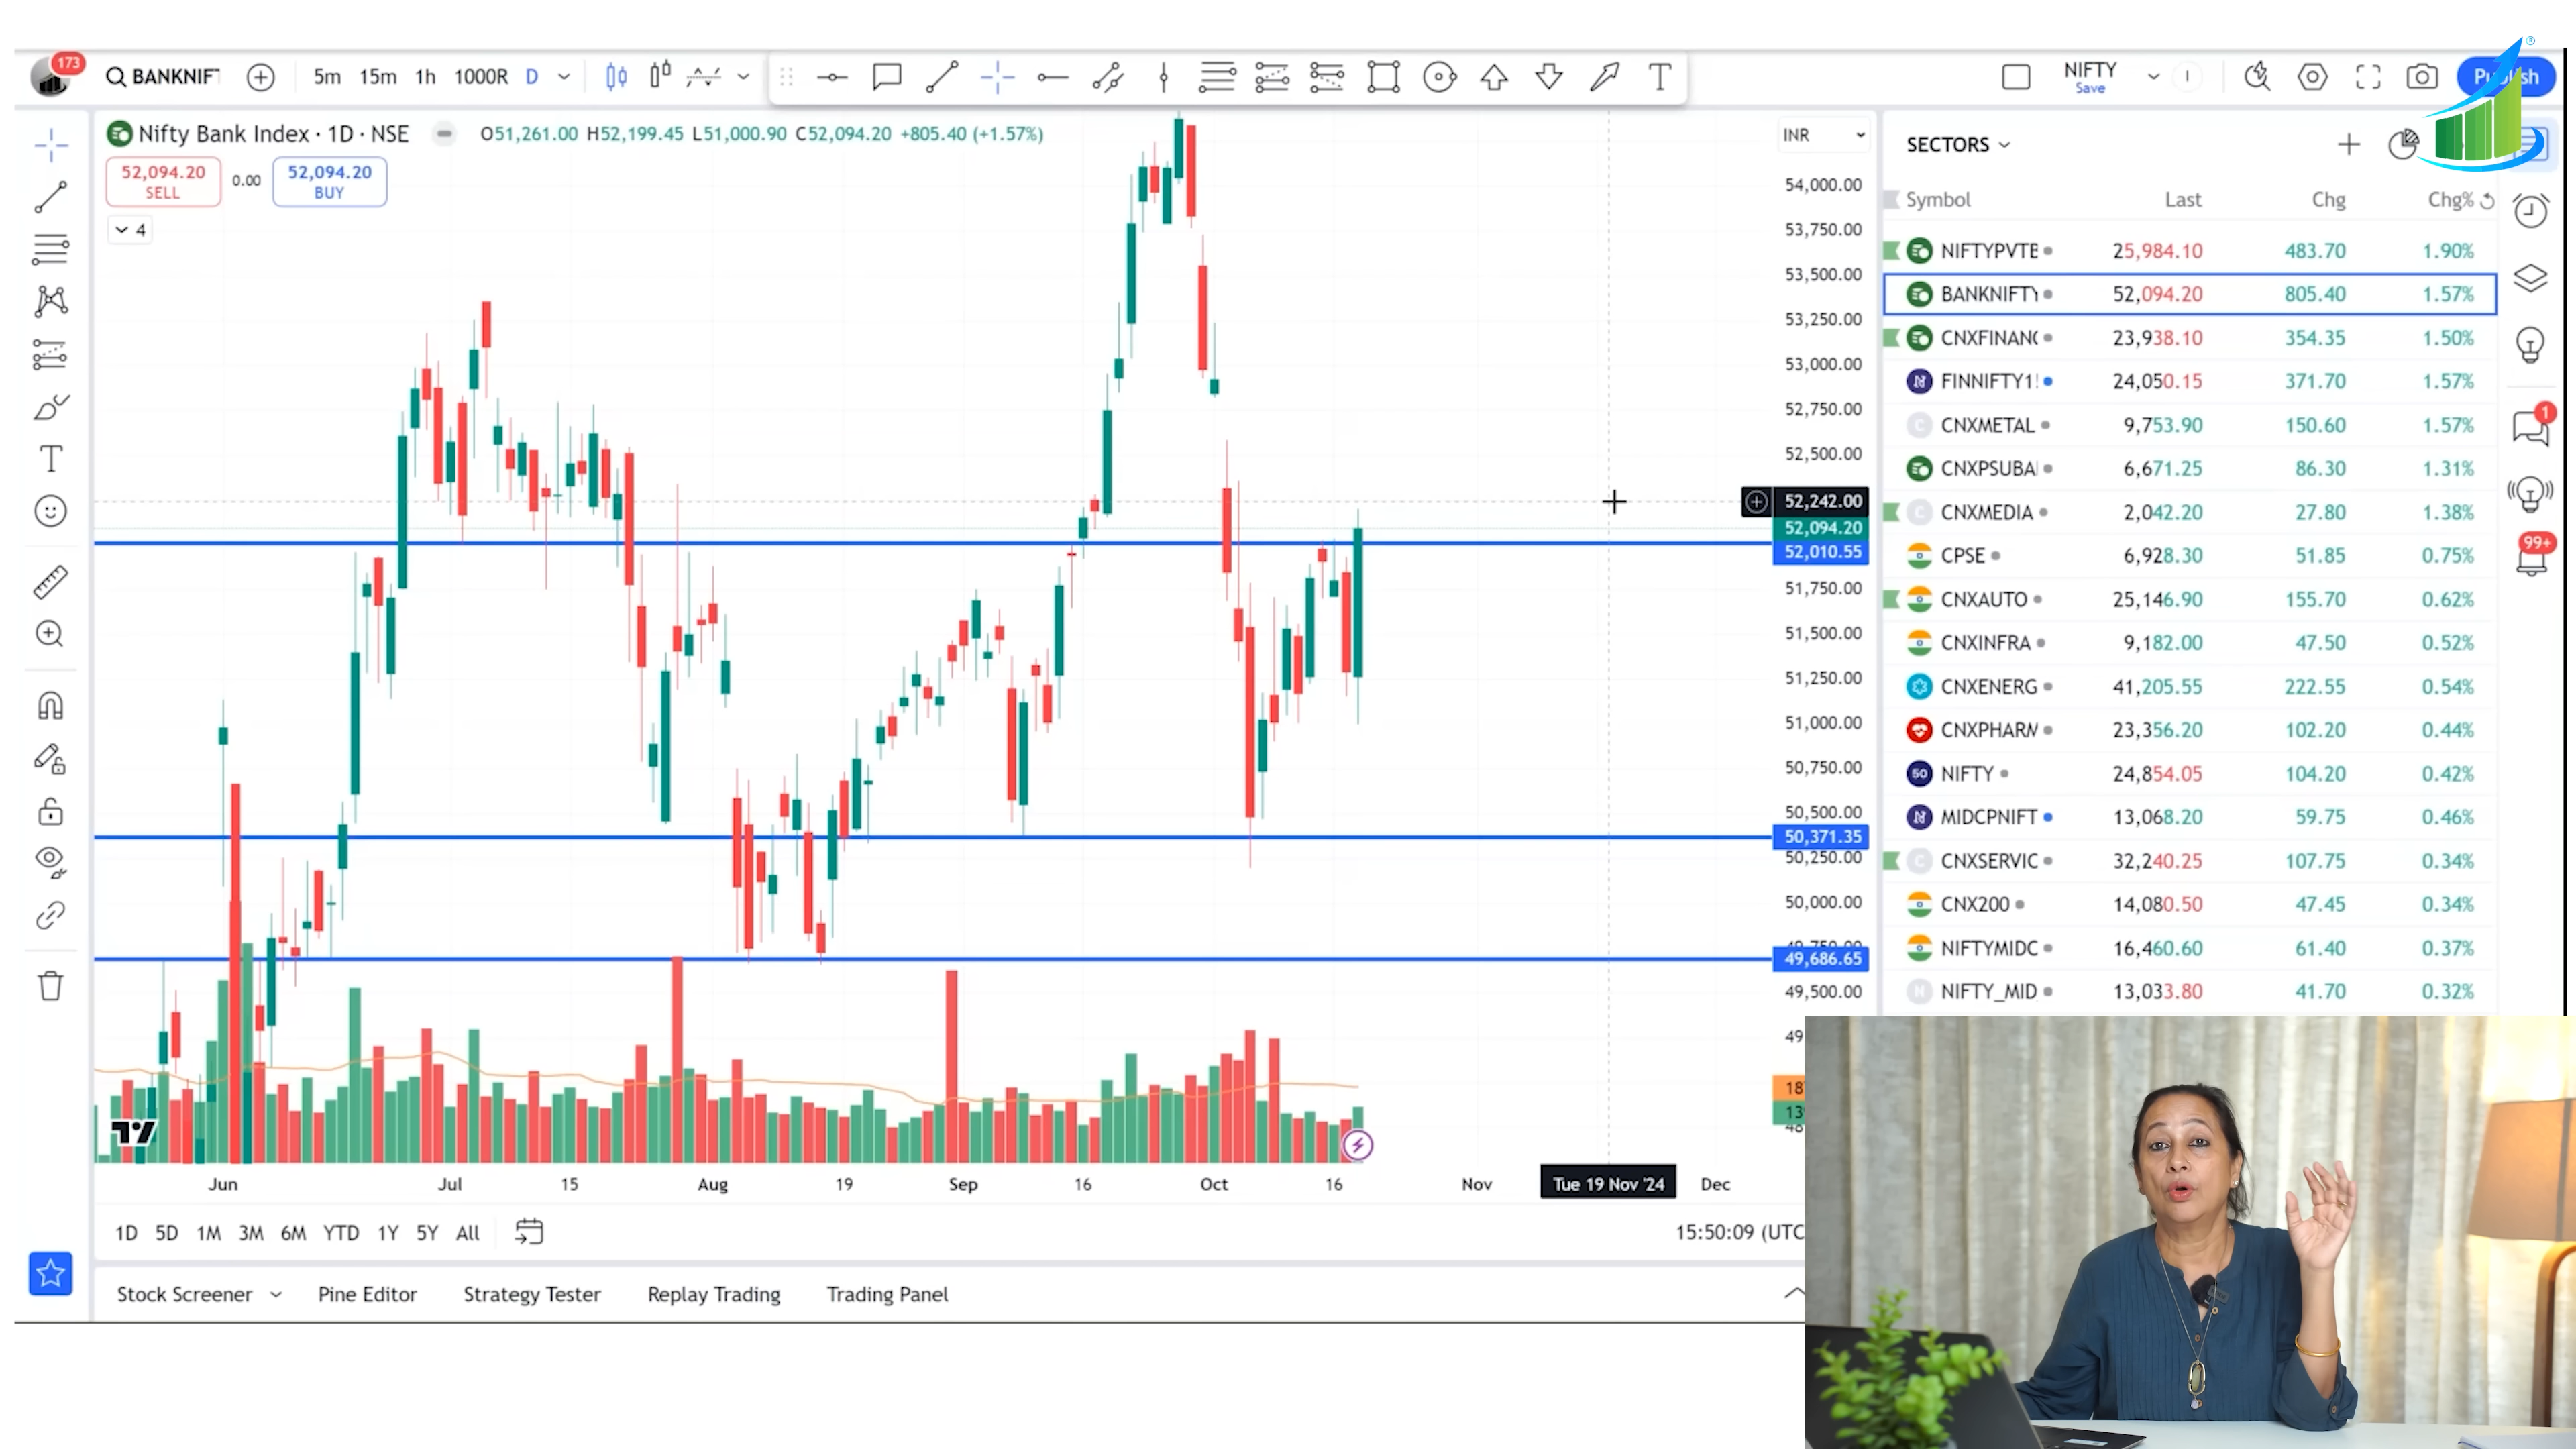 173 BANKNIF 5m 15m 1h 1000R D T NIFTY Save
Nifty Bank Index · 1D · NSE O51,261.00 H52,199.45 L51,000.90 C52,094.20 +805.40 (+1.57%)
52,094.20 SELL 0.00 52,094.20 BUY
4
INR
54,000.00
53,750.00
53,500.00
53,250.00
53,000.00
52,750.00
52,500.00
52,242.00
52,094.20
52,010.55
51,750.00
51,500.00
51,250.00
51,000.00
50,750.00
50,500.00
50,371.35
50,250.00
50,000.00
49,686.65
49,500.00
49
18
13
48
Jun Jul 15 Aug 19 Sep 16 Oct 16 Nov Tue 19 Nov '24 Dec
1D 5D 1M 3M 6M YTD 1Y 5Y All 15:50:09 (UTC
Stock Screener Pine Editor Strategy Tester Replay Trading Trading Panel
SECTORS
Symbol Last Chg Chg%
NIFTYPVTE 25,984.10 483.70 1.90%
BANKNIFTY 52,094.20 805.40 1.57%
CNXFINAN 23,938.10 354.35 1.50%
FINNIFTY1 24,050.15 371.70 1.57%
CNXMETAL 9,753.90 150.60 1.57%
CNXPSUBA 6,671.25 86.30 1.31%
CNXMEDIA 2,042.20 27.80 1.38%
CPSE 6,928.30 51.85 0.75%
CNXAUTO 25,146.90 155.70 0.62%
CNXINFRA 9,182.00 47.50 0.52%
CNXENERG 41,205.55 222.55 0.54%
CNXPHARM 23,356.20 102.20 0.44%
50 NIFTY 24,854.05 104.20 0.42%
MIDCPNIFT 13,068.20 59.75 0.46%
CNXSERVIC 32,240.25 107.75 0.34%
CNX200 14,080.50 47.45 0.34%
NIFTYMIDC 16,460.60 61.40 0.37%
NIFTY_MID 13,033.80 41.70 0.32%
1
99+